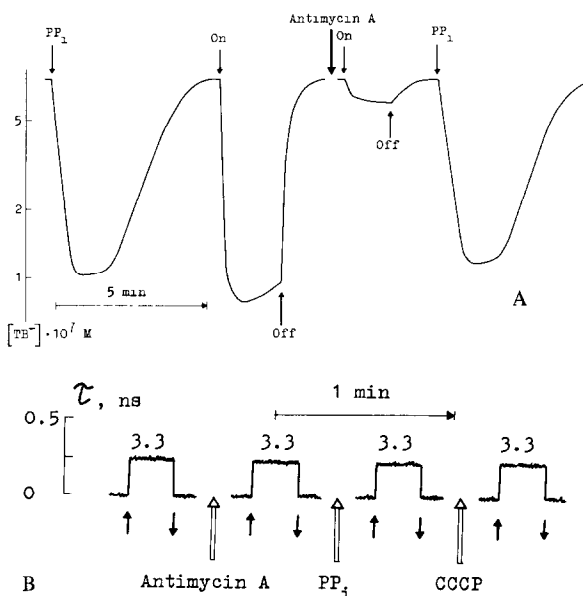 Antimycin A
PPi On On PPi
5
Off
2
1
5 min
A
[TB⁻]·10⁷ M
Off
τ, ns
1 min
0.5
3.3 3.3 3.3 3.3
0
B Antimycin A PPi CCCP